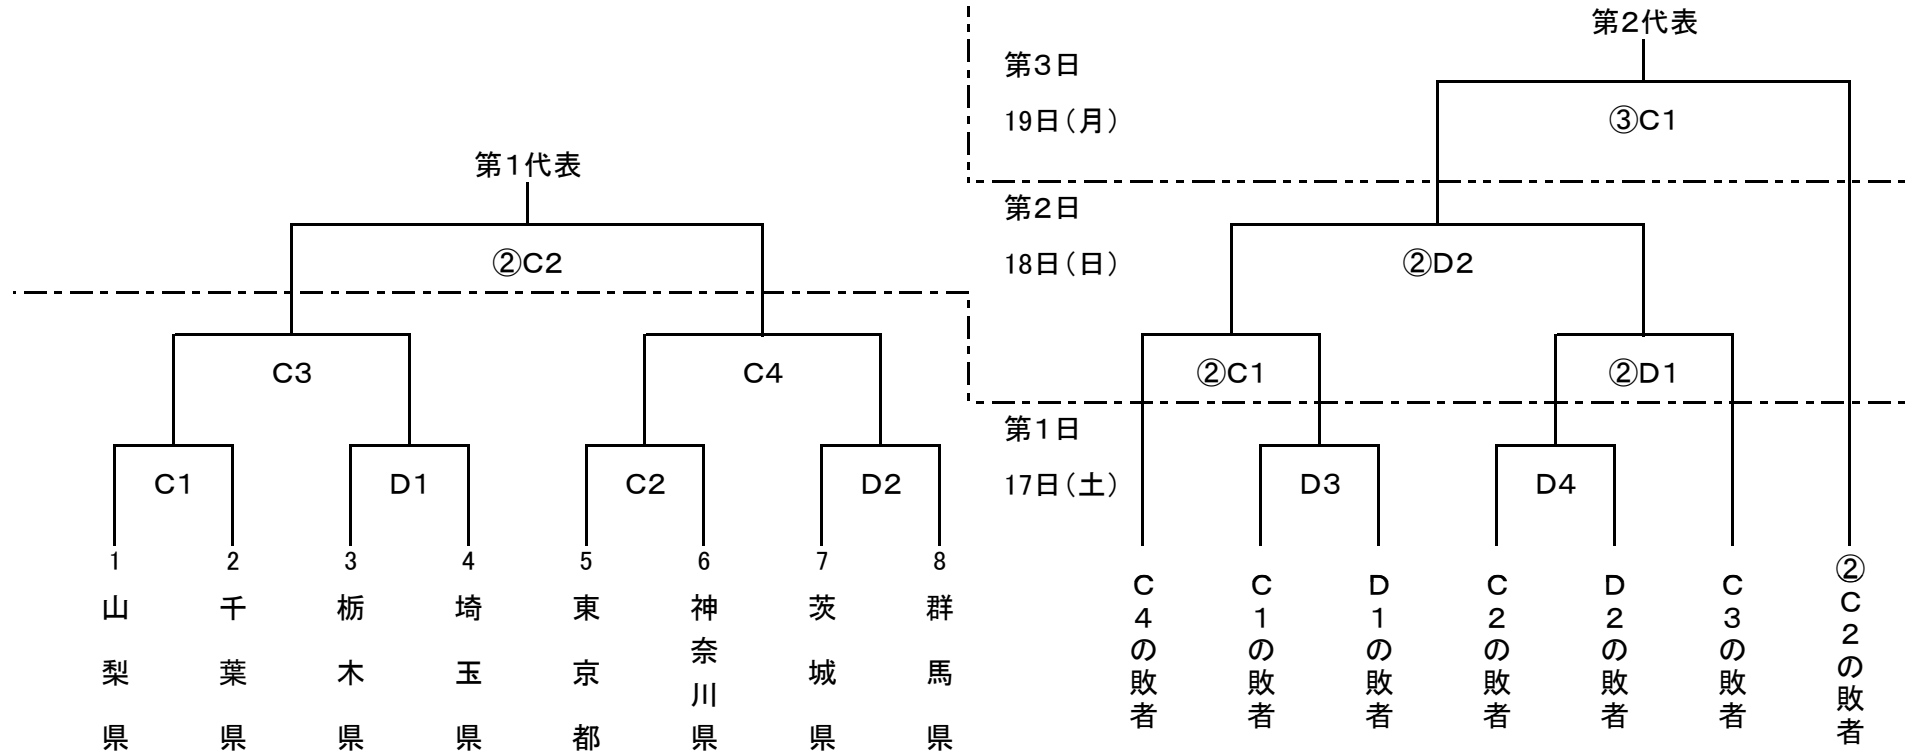 第2代表
第3日
19日(月)
③C1
第1代表
第2日
18日(日)
②C2
②D2
C3
C4
②C1
②D1
第1日
17日(土)
C1
D1
C2
D2
D3
D4
1
2
3
4
5
6
7
8
山梨県
千葉県
栃木県
埼玉県
東京都
神奈川県
茨城県
群馬県
C4の敗者
C1の敗者
D1の敗者
C2の敗者
D2の敗者
C3の敗者
②C2の敗者